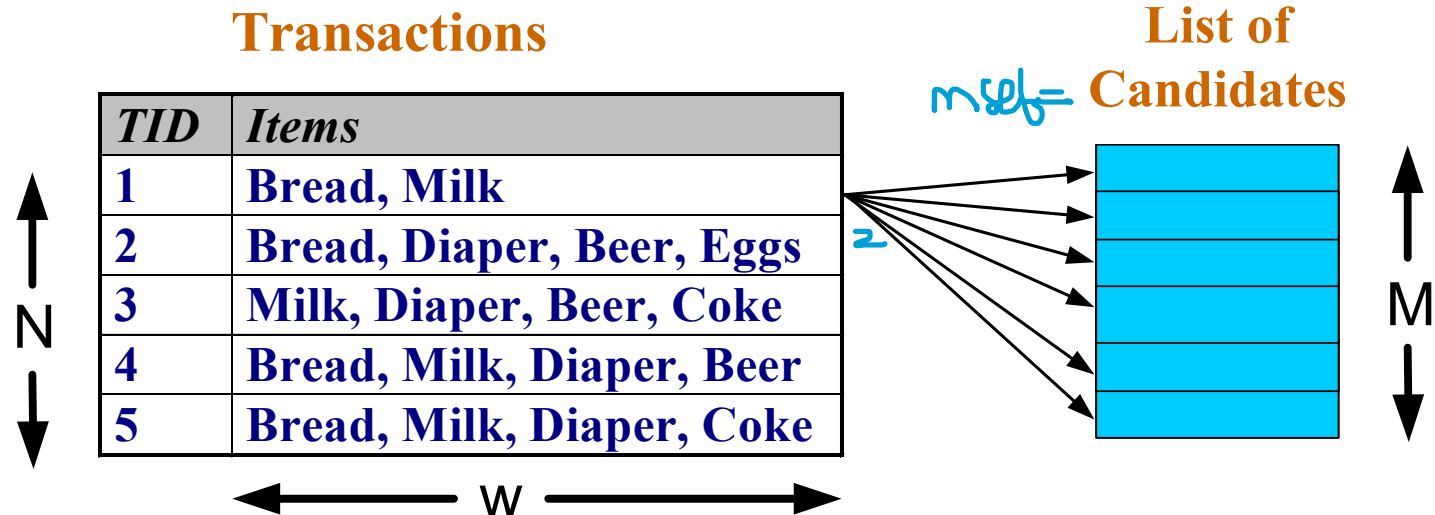 Transactions
List of
Candidates
TID Items
1 Bread, Milk
2 Bread, Diaper, Beer, Eggs
3 Milk, Diaper, Beer, Coke
4 Bread, Milk, Diaper, Beer
5 Bread, Milk, Diaper, Coke
N
M
w
2